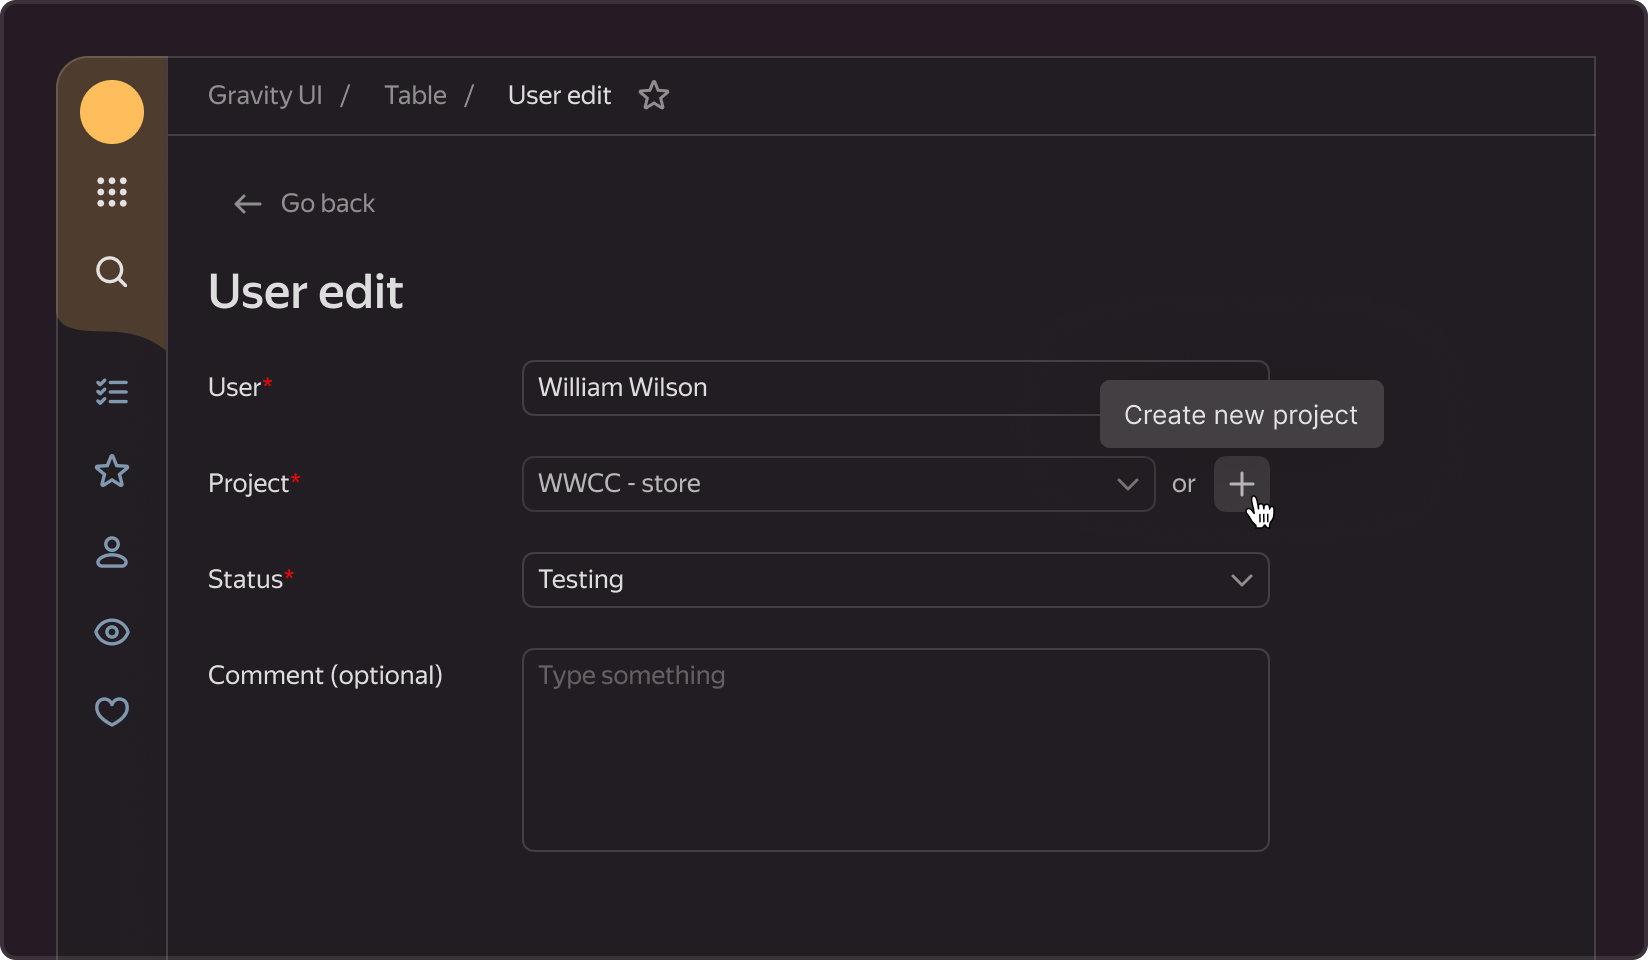 Gravity UI / Table / User edit
Go back
User edit
User* William Wilson
Create new project
Project* WWCC - store or
Status* Testing
Comment (optional) Type something